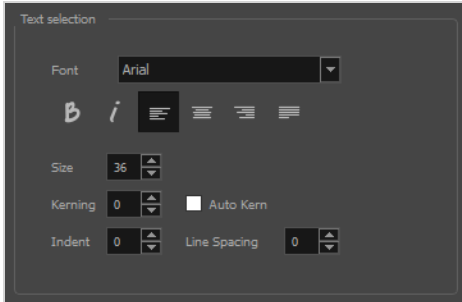 Text selection
Font Arial
B i
Size 36
Kerning 0 Auto Kern
Indent 0 Line Spacing 0